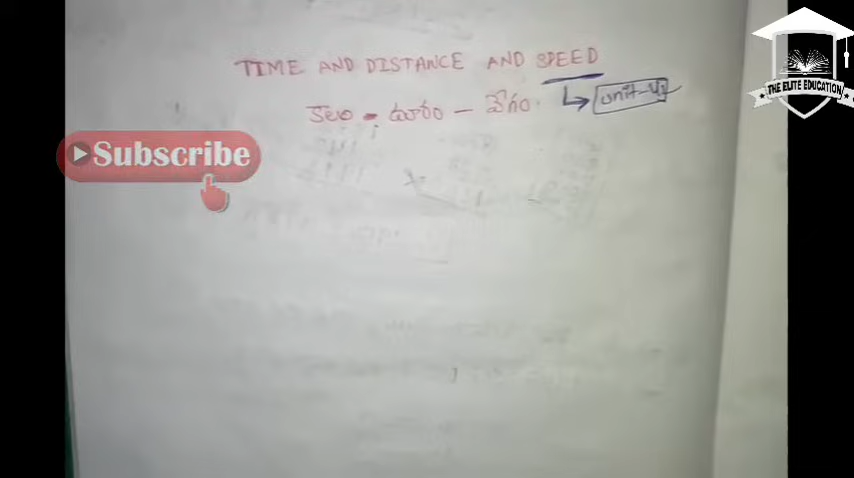 TIME AND DISTANCE AND SPEED
కాలం - దూరం - వేగం
Subscribe
THE ELITE EDUCATION